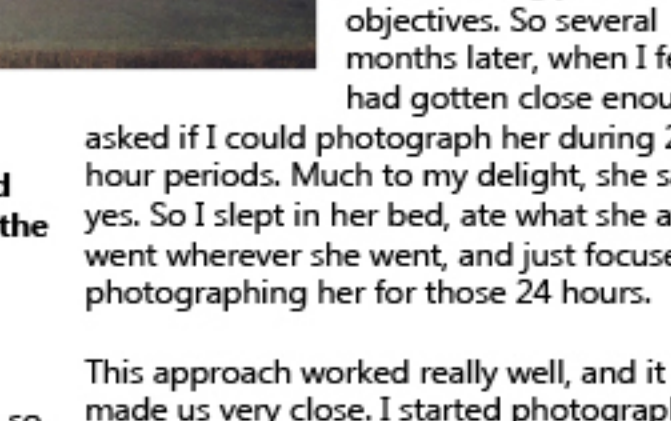 objectives. So several
months later, when I
had gotten close
asked if I could photograph her during
hour periods. Much to my delight, she
yes. So I slept in her bed, ate what she
went wherever she went, and just
photographing her for those 24 hours.
the
This approach worked really well, and it
so
made us very close. I started